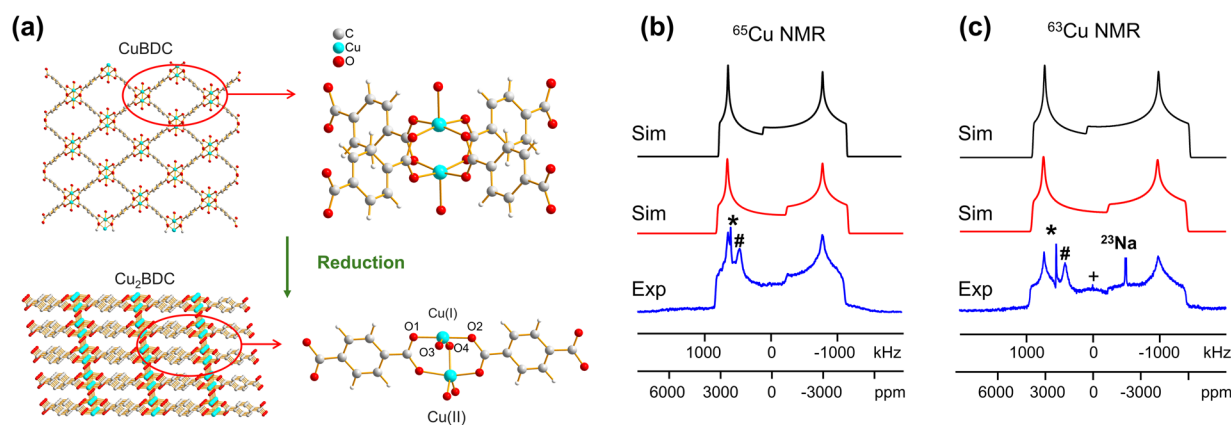 (a)
CuBDC
C
Cu
O
Reduction
Cu₂BDC
Cu(I)
O1
O2
O3
O4
Cu(II)
(b)
⁶⁵Cu NMR
Sim
Sim
*
#
Exp
1000 0 -1000 kHz
6000 3000 0 -3000 ppm
(c)
⁶³Cu NMR
Sim
Sim
*
#
+
²³Na
Exp
1000 0 -1000 kHz
6000 3000 0 -3000 ppm